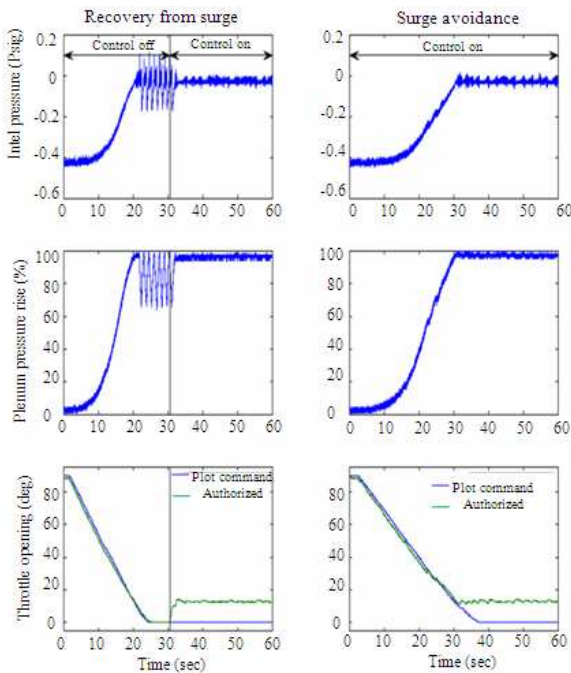 Recovery from surge
Surge avoidance
Intel pressure (Psig)
0.2
0
-0.2
-0.4
-0.6
Control off
Control on
0 10 20 30 40 50 60
0.2
0
-0.2
-0.4
-0.6
Control on
0 10 20 30 40 50 60
Plenum pressure rise (%)
100
80
60
40
20
0
0 10 20 30 40 50 60
100
80
60
40
20
0
0 10 20 30 40 50 60
Throttle opening (deg)
80
60
40
20
0
Plot command
Authorized
0 10 20 30 40 50 60
Time (sec)
80
60
40
20
0
Plot command
Authorized
0 10 20 30 40 50 60
Time (sec)